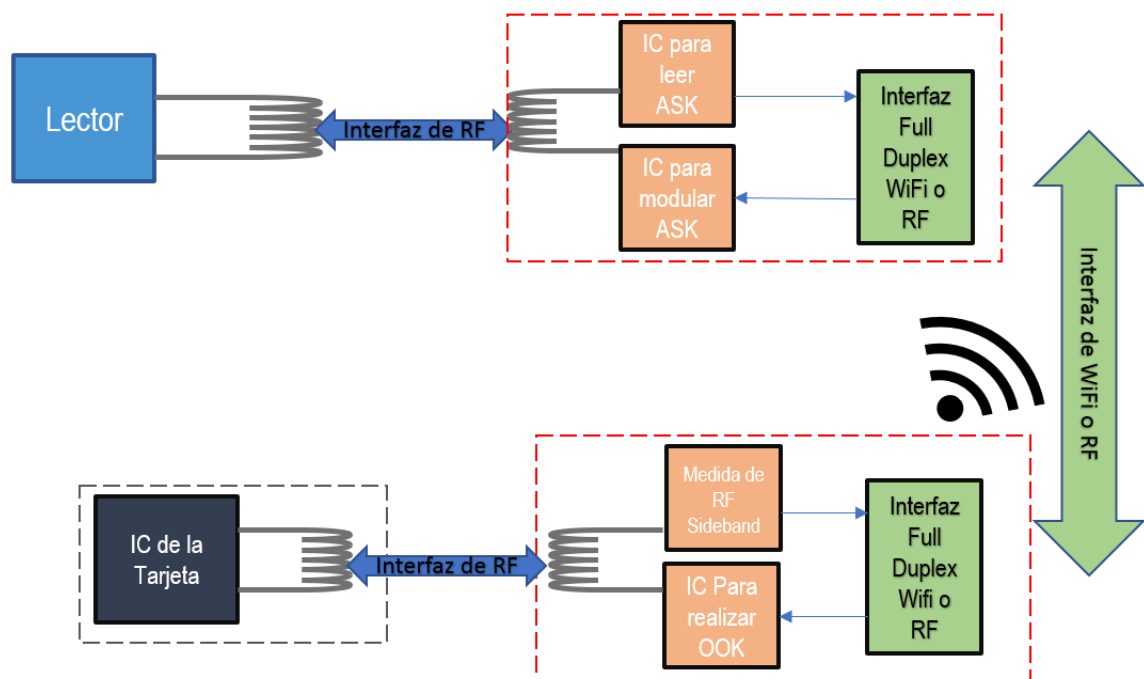 Lector
Interfaz de RF
IC para
leer
ASK
IC para
modular
ASK
Interfaz
Full
Duplex
WiFi o
RF
Interfaz de WiFi o RF
IC de la
Tarjeta
Interfaz de RF
Medida de
RF
Sideband
IC Para
realizar
OOK
Interfaz
Full
Duplex
Wifi o
RF